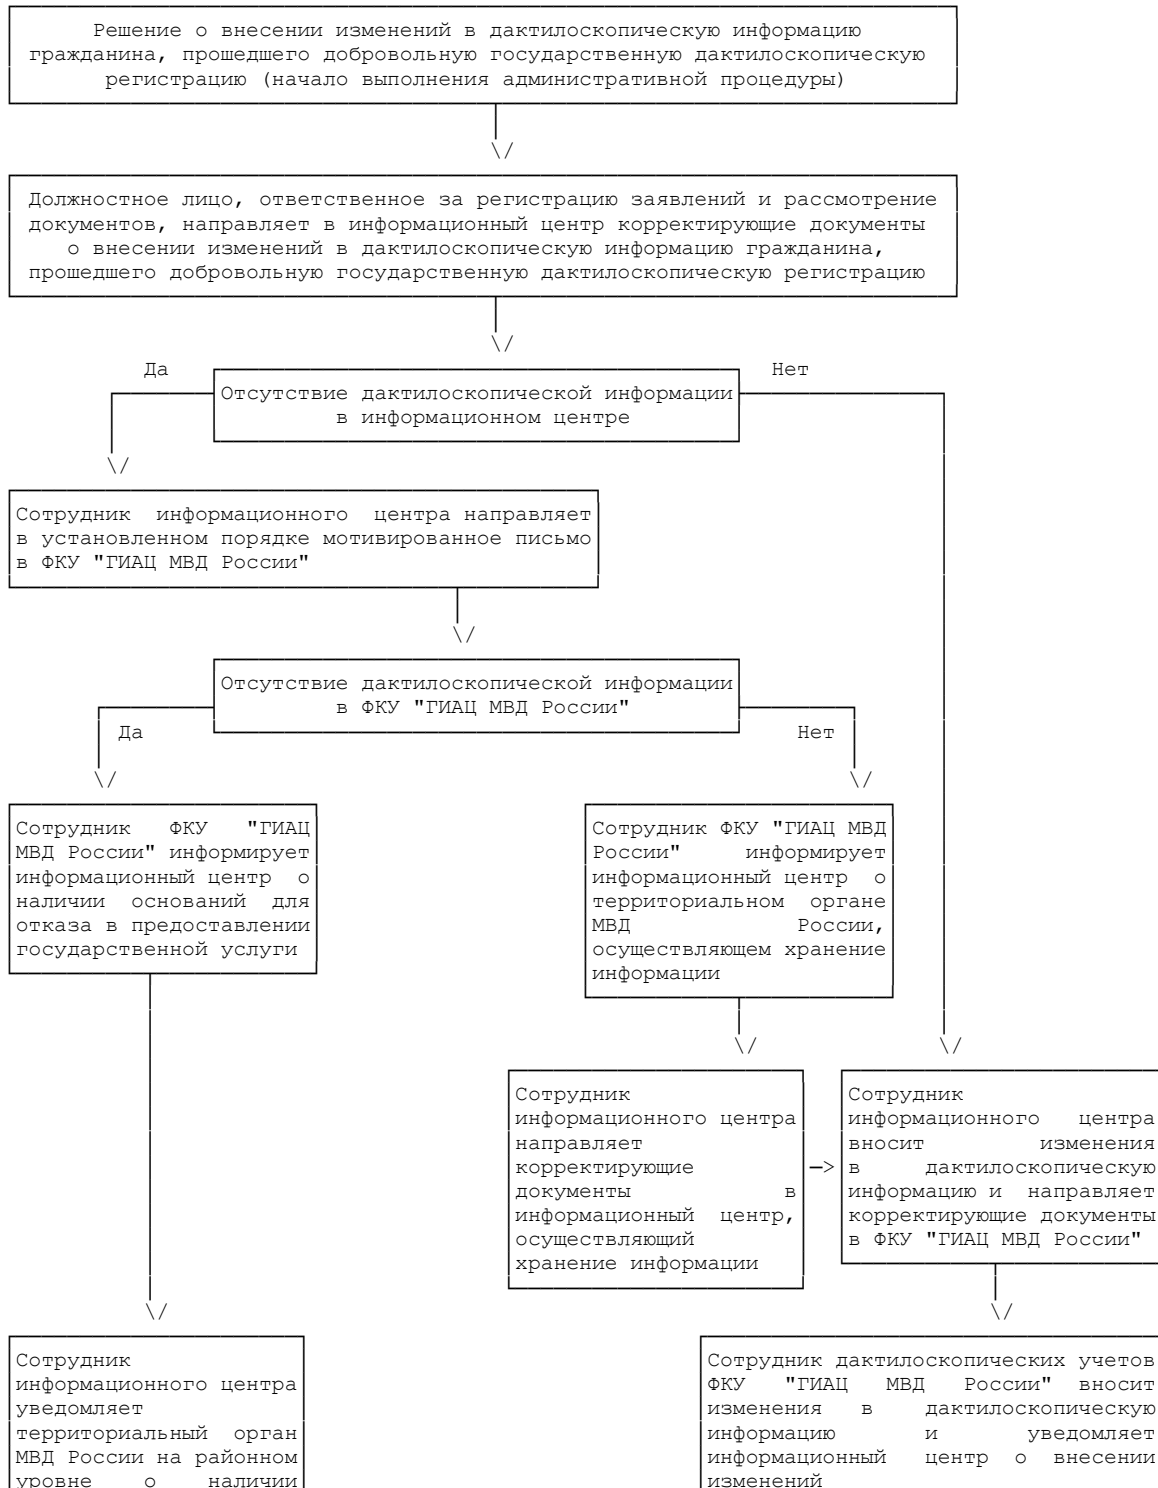 Решение о внесении изменений в дактилоскопическую информацию
гражданина, прошедшего добровольную государственную дактилоскопическую
регистрацию (начало выполнения административной процедуры)
Должностное лицо, ответственное за регистрацию заявлений и рассмотрение
документов, направляет в информационный центр корректирующие документы
о внесении изменений в дактилоскопическую информацию гражданина,
прошедшего добровольную государственную дактилоскопическую регистрацию
Да
Нет
Отсутствие дактилоскопической информации
в информационном центре
Сотрудник информационного центра направляет
в установленном порядке мотивированное письмо
в ФКУ "ГИАЦ МВД России"
Отсутствие дактилоскопической информации
в ФКУ "ГИАЦ МВД России"
Да
Нет
Сотрудник ФКУ "ГИАЦ
МВД России" информирует
информационный центр о
наличии оснований для
отказа в предоставлении
государственной услуги
Сотрудник ФКУ "ГИАЦ МВД
России" информирует
информационный центр о
территориальном органе
МВД России,
осуществляющем хранение
информации
Сотрудник
информационного центра
направляет
корректирующие
документы в
информационный центр,
осуществляющий
хранение информации
Сотрудник
информационного центра
вносит изменения
в дактилоскопическую
информацию и направляет
корректирующие документы
в ФКУ "ГИАЦ МВД России"
Сотрудник
информационного центра
уведомляет
территориальный орган
МВД России на районном
уровне о наличии
Сотрудник дактилоскопических учетов
ФКУ "ГИАЦ МВД России" вносит
изменения в дактилоскопическую
информацию и уведомляет
информационный центр о внесении
изменений